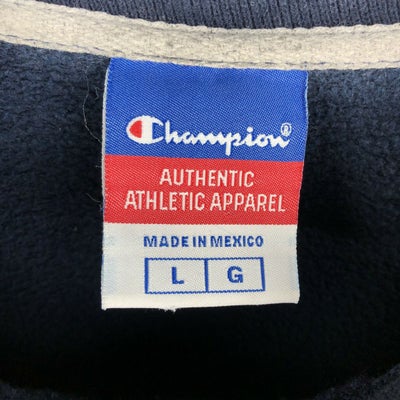 Champion®
AUTHENTIC
ATHLETIC APPAREL
MADE IN MEXICO
L G